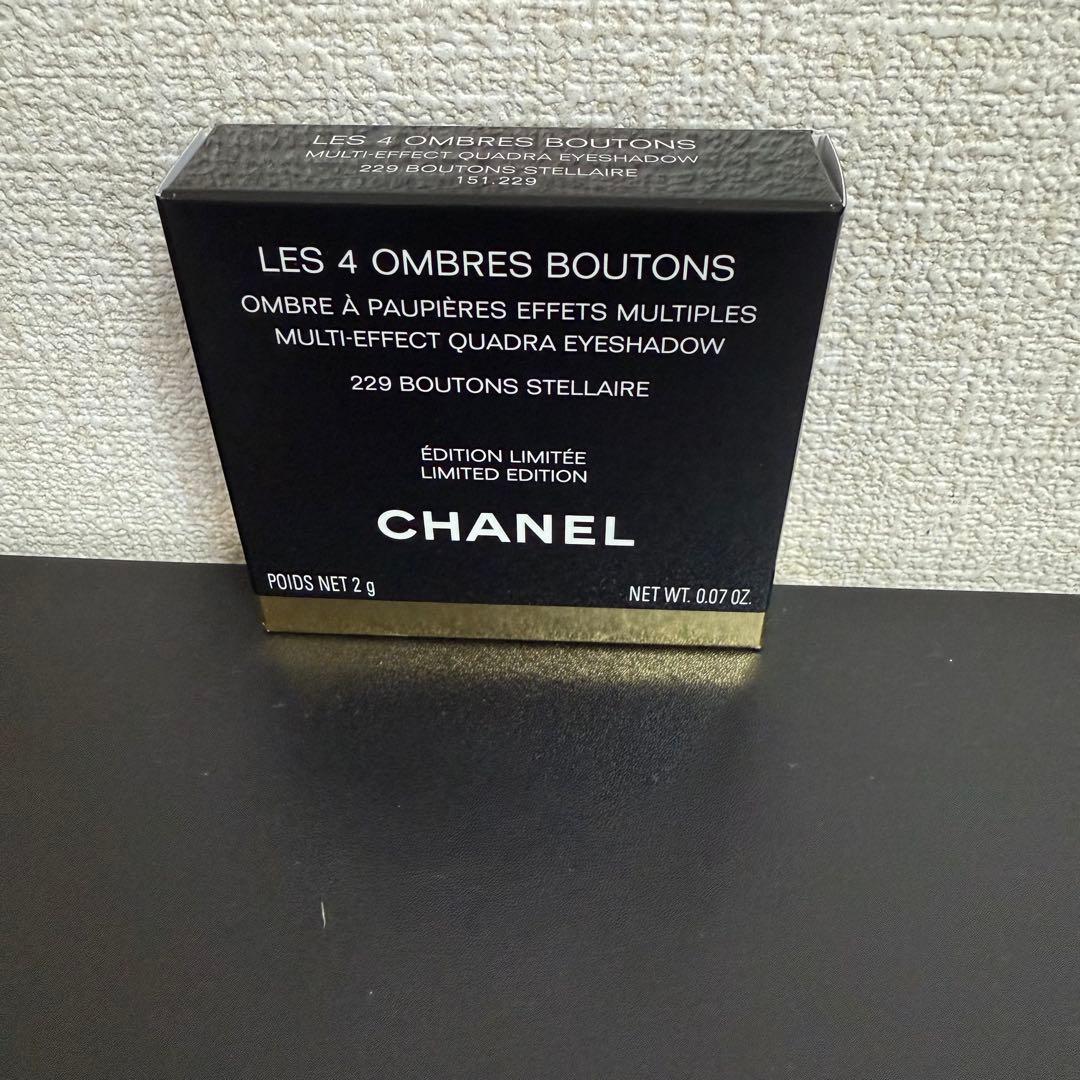 LES 4 OMBRES BOUTONS
MULTI-EFFECT QUADRA EYESHADOW
229 BOUTONS STELLAIRE
151.229
LES 4 OMBRES BOUTONS
OMBRE À PAUPIÈRES EFFETS MULTIPLES
MULTI-EFFECT QUADRA EYESHADOW
229 BOUTONS STELLAIRE
ÉDITION LIMITÉE
LIMITED EDITION
CHANEL
POIDS NET 2 g NET WT. 0.07 OZ.